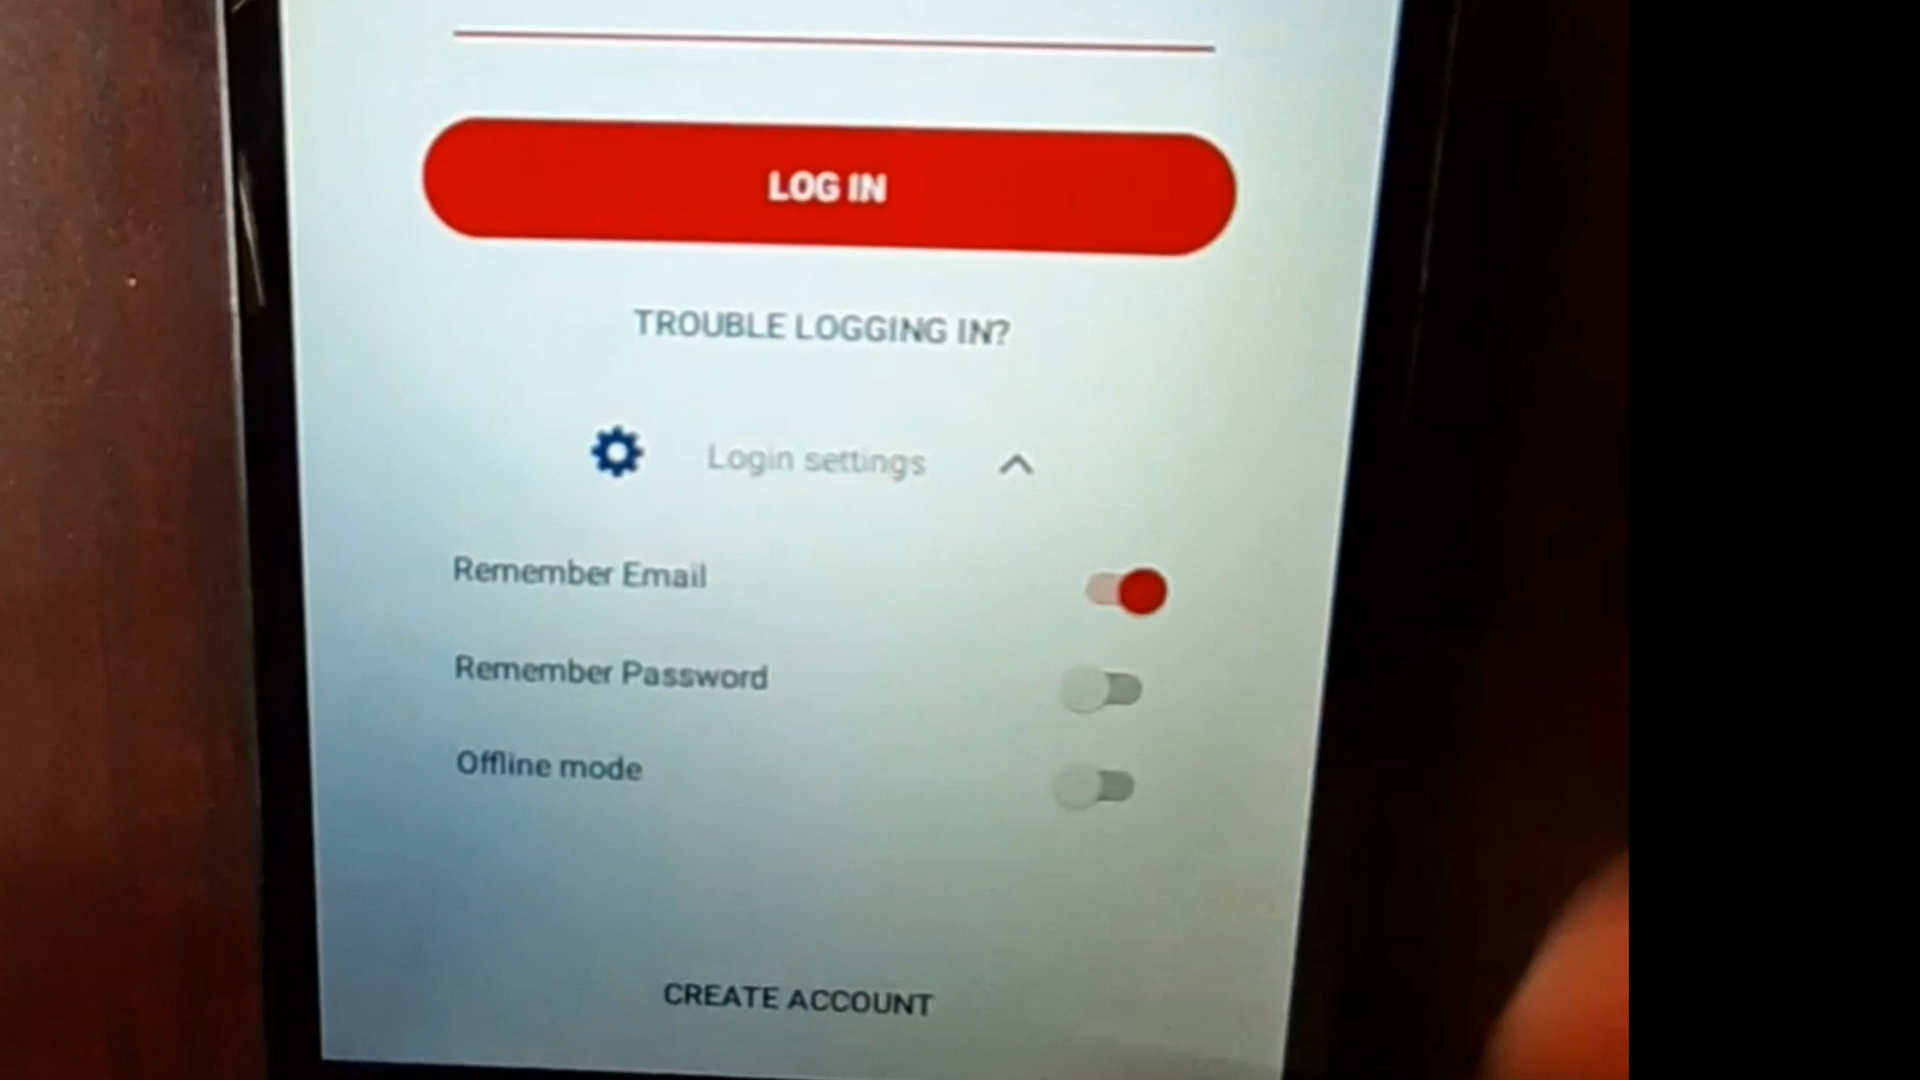 LOG IN
TROUBLE LOGGING IN?
Login settings
Remember Email
Remember Password
Offline mode
CREATE ACCOUNT